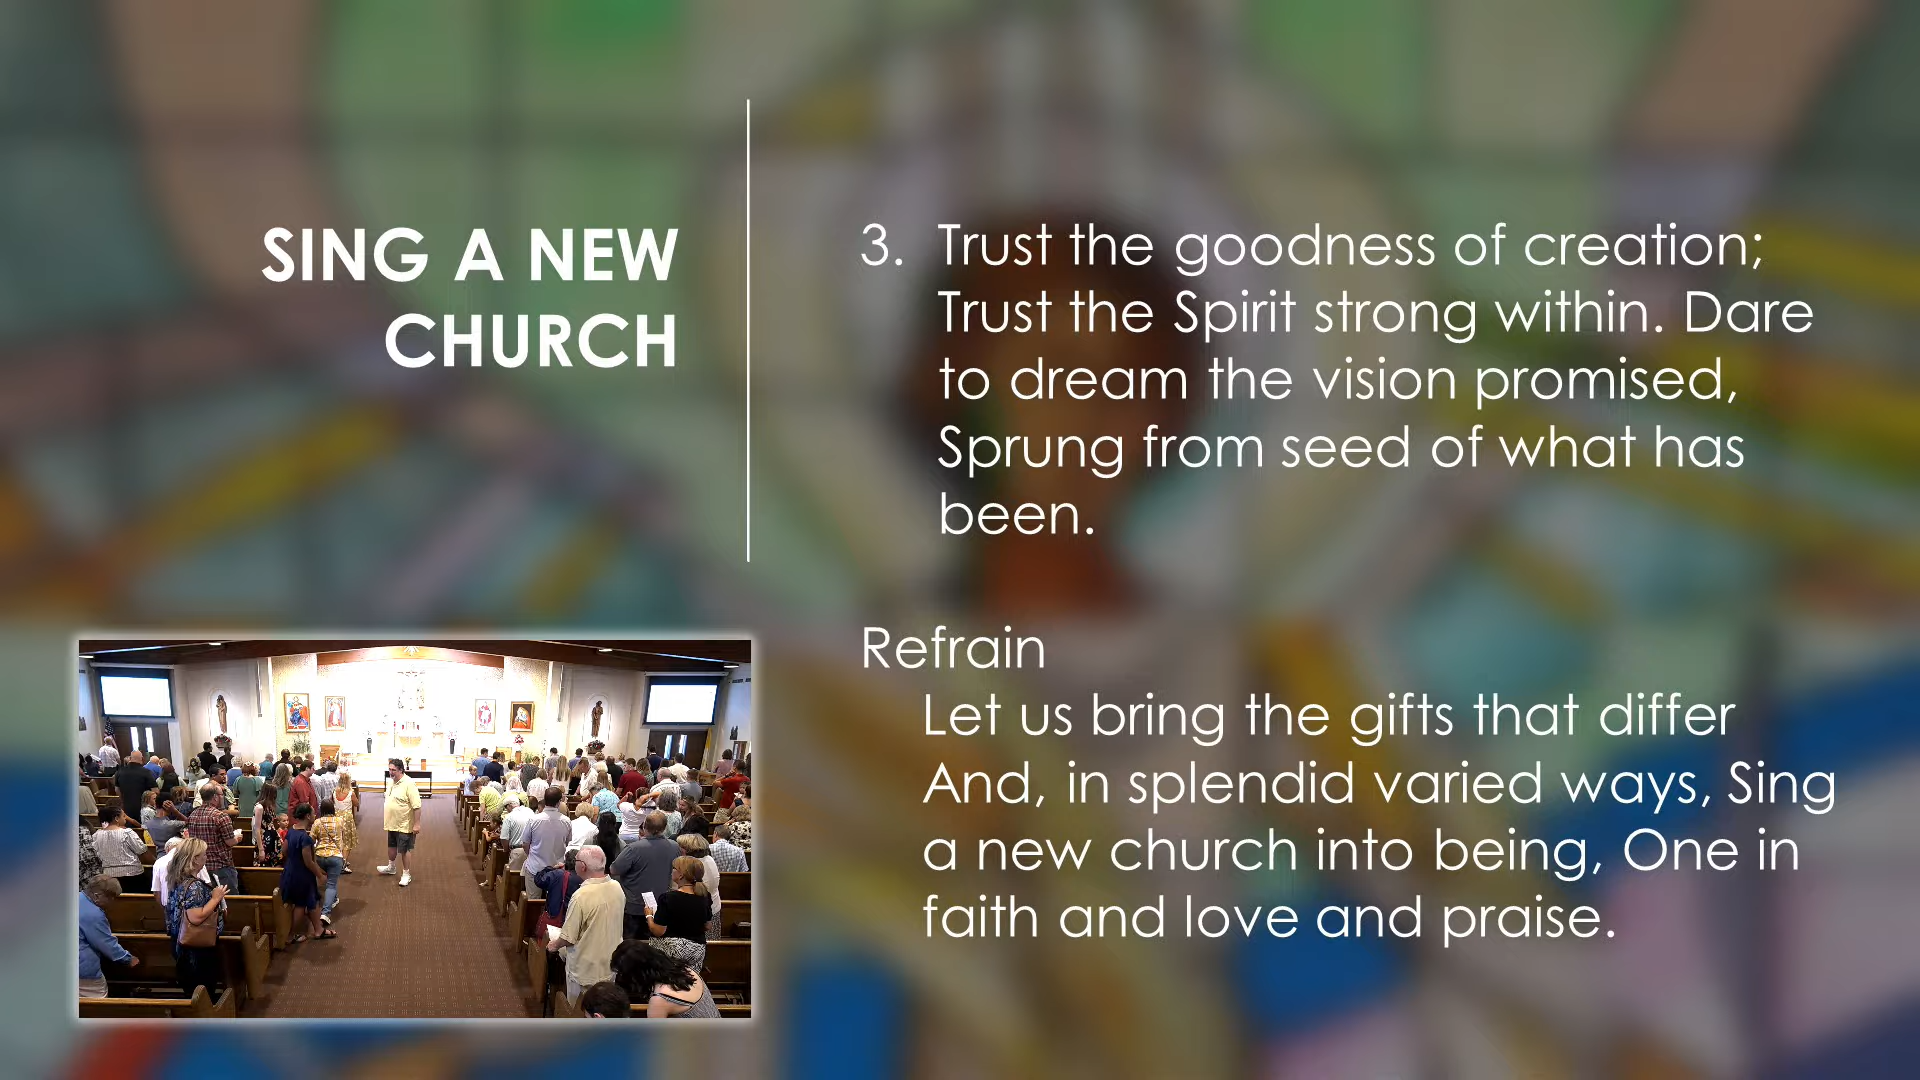 SING A NEW
CHURCH
3. Trust the goodness of creation;
Trust the Spirit strong within. Dare
to dream the vision promised,
Sprung from seed of what has
been.
Refrain
Let us bring the gifts that differ
And, in splendid varied ways, Sing
a new church into being, One in
faith and love and praise.